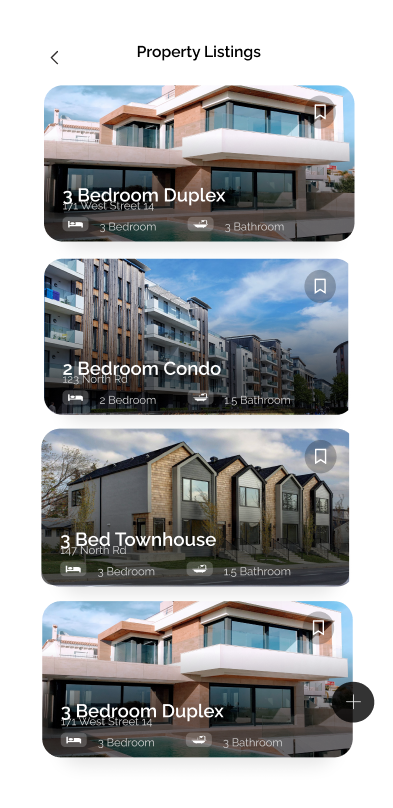 Property Listings
3 Bedroom Duplex
171 West Street 14
3 Bedroom 3 Bathroom
2 Bedroom Condo
123 North Rd
2 Bedroom 1.5 Bathroom
3 Bed Townhouse
147 North Rd
3 Bedroom 1.5 Bathroom
3 Bedroom Duplex
171 West Street 14
3 Bedroom 3 Bathroom